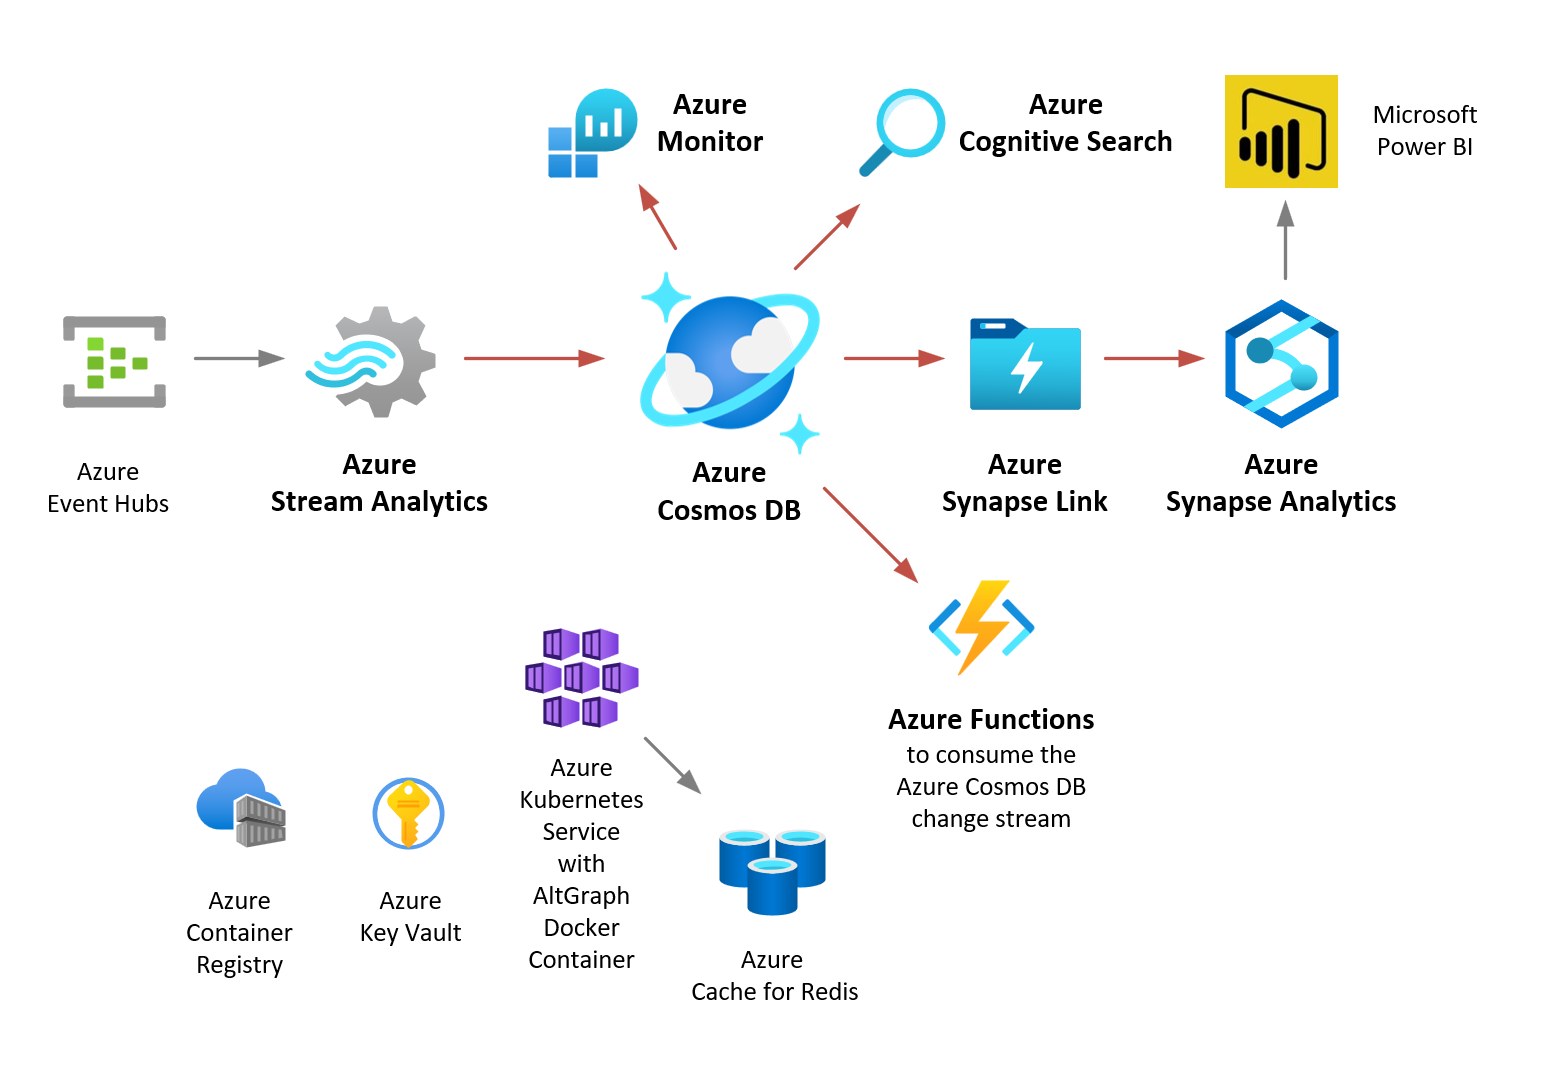 Azure
Monitor
Azure
Cognitive Search
Microsoft
Power BI
Azure
Event Hubs
Azure
Stream Analytics
Azure
Cosmos DB
Azure
Synapse Link
Azure
Synapse Analytics
Azure Functions
to consume the
Azure Cosmos DB
change stream
Azure
Container
Registry
Azure
Key Vault
Azure
Kubernetes
Service
with
AltGraph
Docker
Container
Azure
Cache for Redis